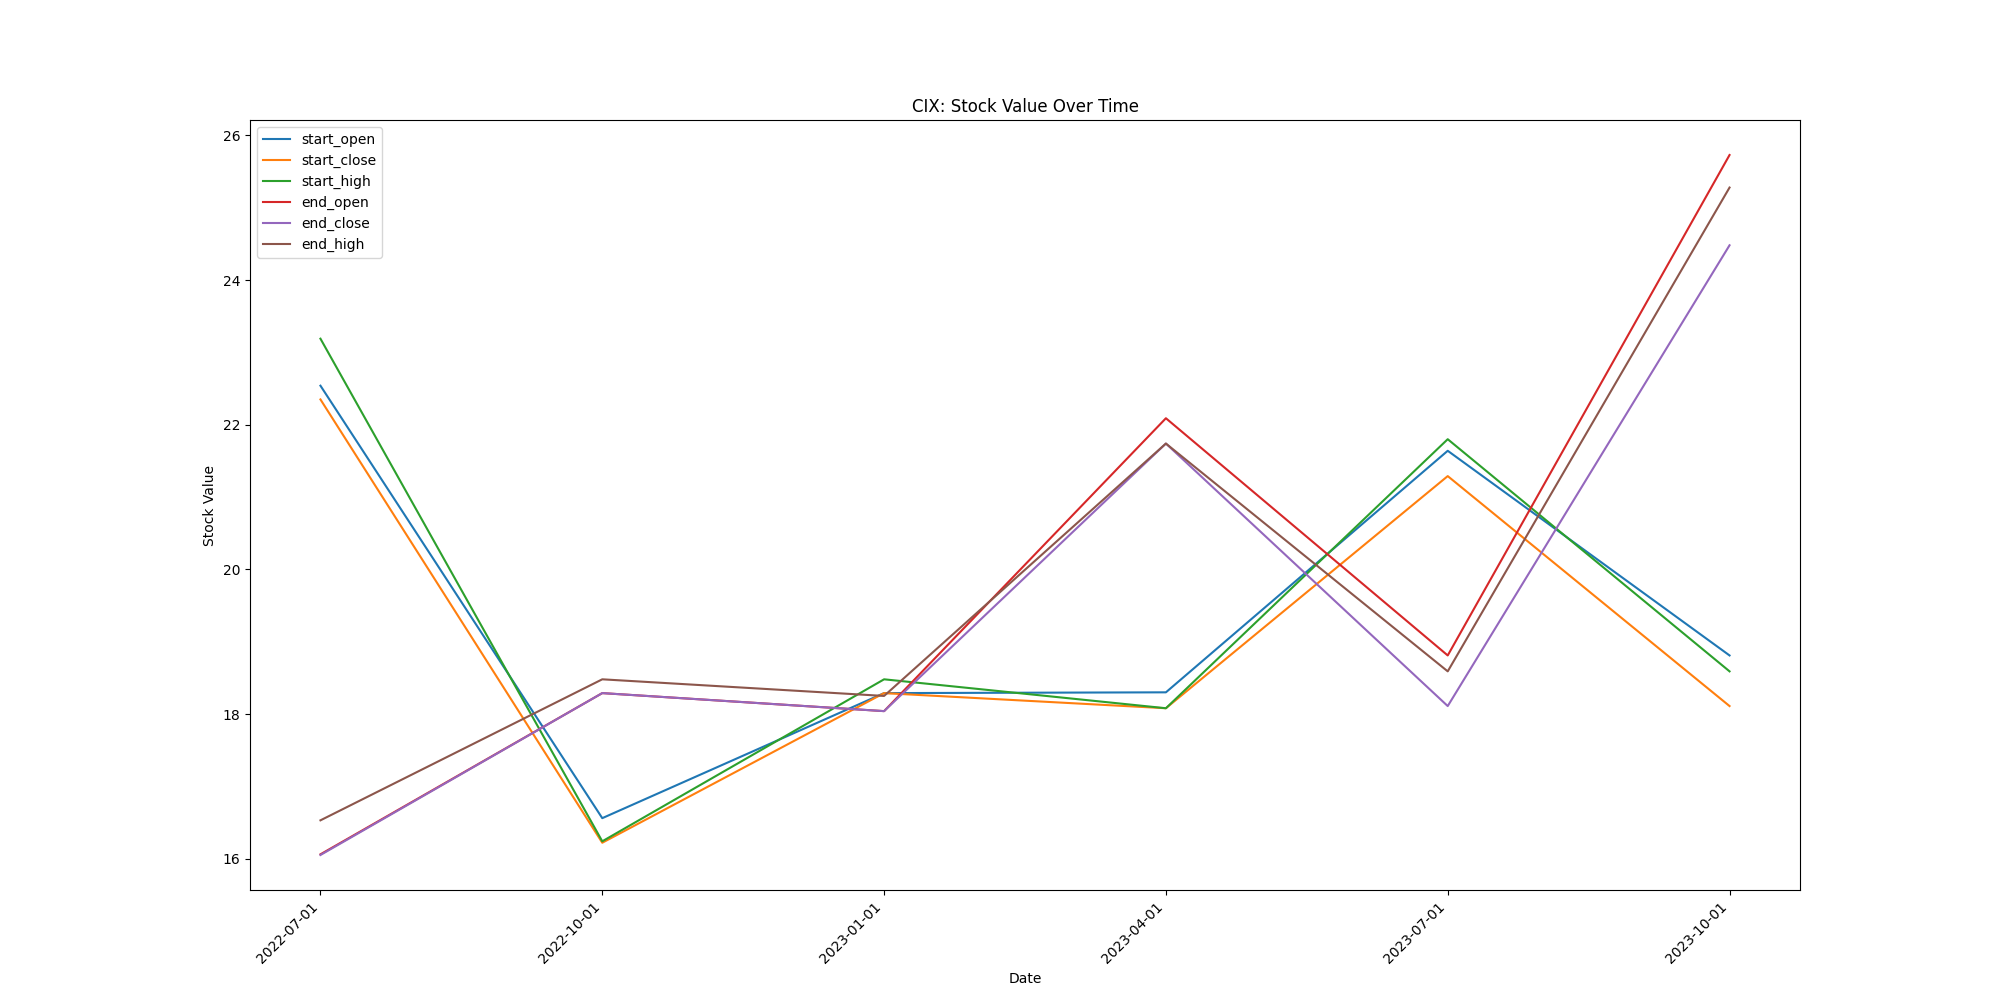 CIX: Stock Value Over Time
26
24
22
20
18
16
Stock Value
start_open
start_close
start_high
end_open
end_close
end_high
2022-07-01
2022-10-01
2023-01-01
2023-04-01
2023-07-01
2023-10-01
Date